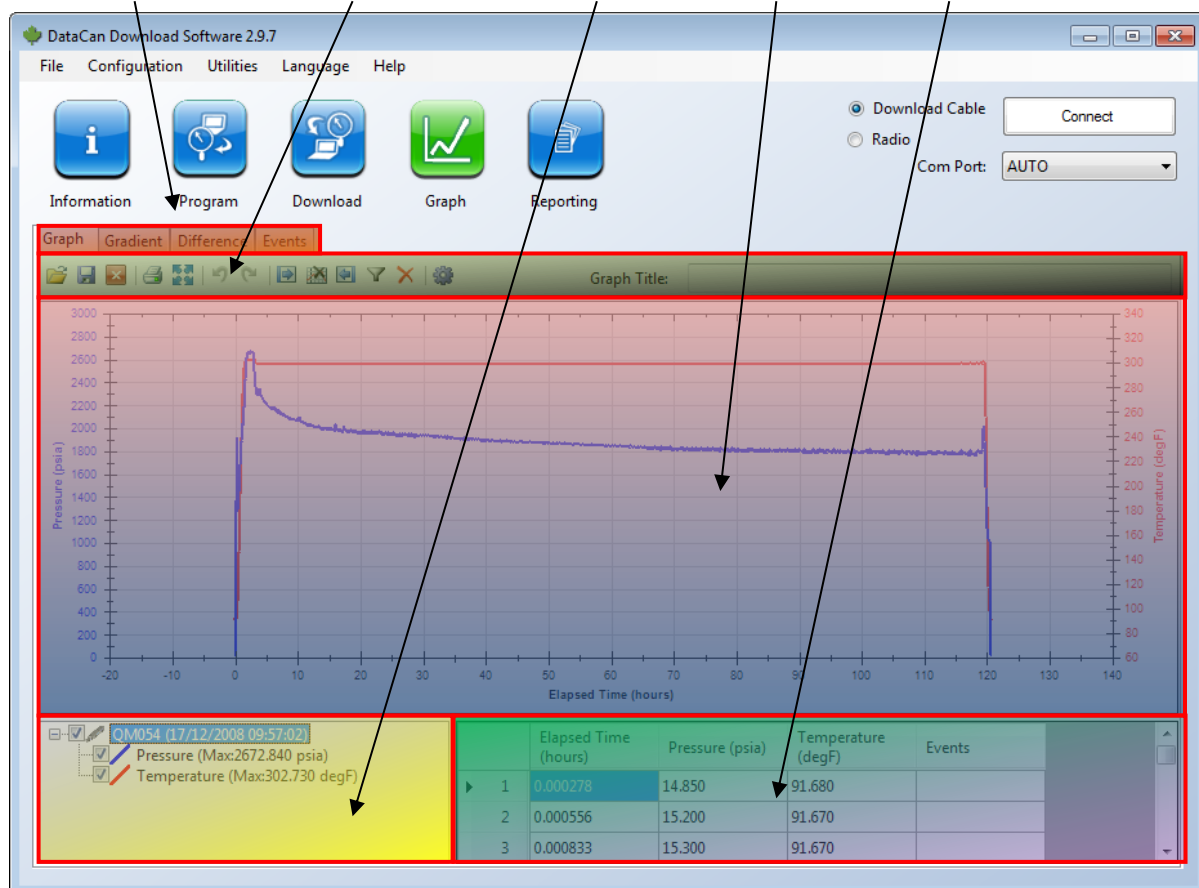 DataCan Download Software 2.9.7
File Configuration Utilities Language Help
Download Cable
Connect
Radio
Com Port: AUTO
Information Program Download Graph Reporting
Graph Gradient Difference Events
Graph Title:
3000 340
2800 320
2600 300
2400 280
2200 260
2000 240
1800 220
1600 200
1400 180
1200 160
1000 140
800 120
600 100
400 80
200 60
0
Pressure (psia)
Temperature (degF)
-20 -10 0 10 20 30 40 50 60 70 80 90 100 110 120 130 140
Elapsed Time (hours)
QM054 (17/12/2008 09:57:02)
Pressure (Max:2672.840 psia)
Temperature (Max:302.730 degF)
Elapsed Time (hours) Pressure (psia) Temperature (degF) Events
1 0.000278 14.850 91.680
2 0.000556 15.200 91.670
3 0.000833 15.300 91.670